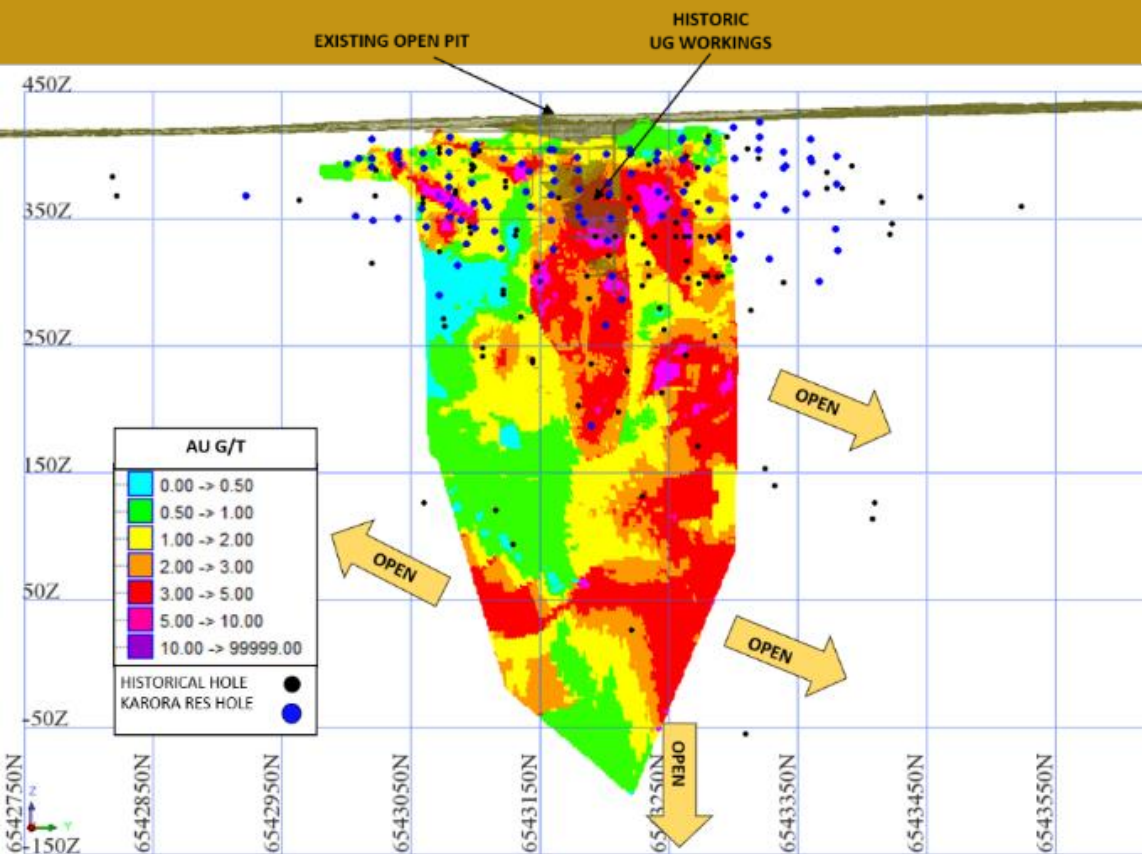 HISTORIC
UG WORKINGS
EXISTING OPEN PIT
450Z
350Z
250Z
150Z
50Z
-50Z
-150Z
OPEN
OPEN
OPEN
OPEN
AU G/T
0.00 -> 0.50
0.50 -> 1.00
1.00 -> 2.00
2.00 -> 3.00
3.00 -> 5.00
5.00 -> 10.00
10.00 -> 99999.00
HISTORICAL HOLE
KARORA RES HOLE
6542750N
6542850N
6542950N
6543050N
6543150N
6543250N
6543350N
6543450N
6543550N
Z
Y